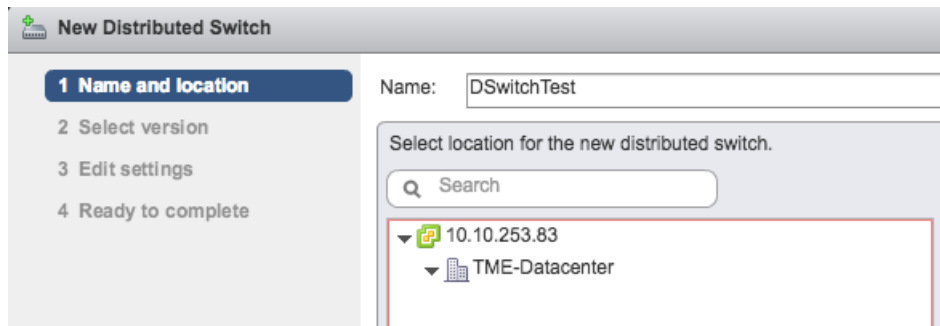 New Distributed Switch
1 Name and location
2 Select version
3 Edit settings
4 Ready to complete
Name: DSwitchTest
Select location for the new distributed switch.
Search
10.10.253.83
TME-Datacenter